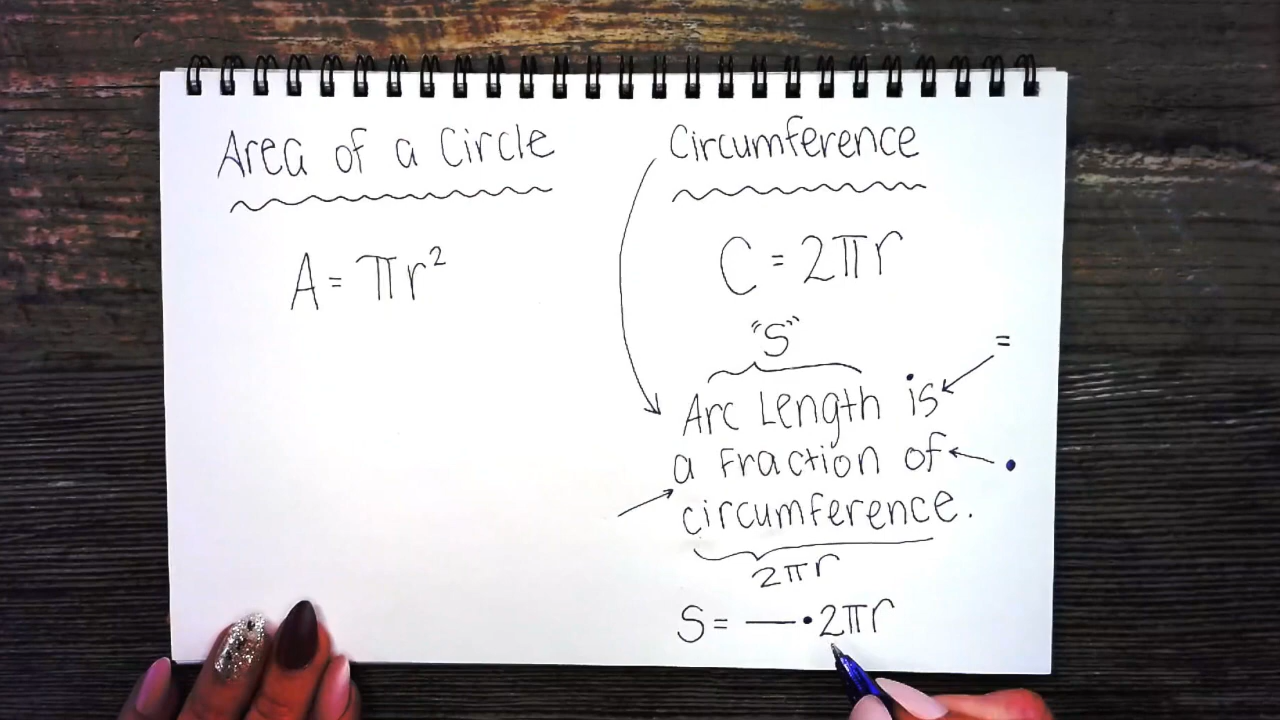 Area of a Circle
A = πr²
Circumference
C = 2πr
"S"
=
Arc Length is
a fraction of
•
circumference.
2πr
S = — • 2πr